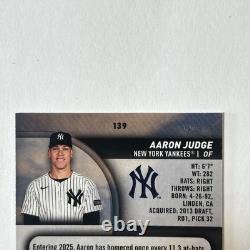 139
AARON JUDGE
NEW YORK YANKEES | OF
HT: 6'7"
WT: 282
BATS: RIGHT
THROWS: RIGHT
BORN: 4-26-92,
LINDEN, CA
ACQUIRED: 2013 DRAFT,
RD1, PICK 32
Entering 2025, Aaron has homered once every 11.3 at-bats